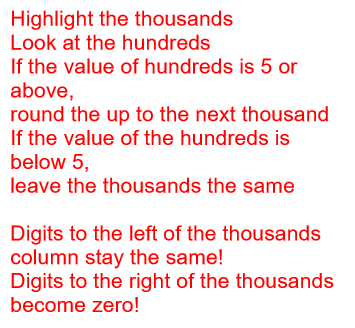 Highlight the thousands
Look at the hundreds
If the value of hundreds is 5 or
above,
round the up to the next thousand
If the value of the hundreds is
below 5,
leave the thousands the same
Digits to the left of the thousands
column stay the same!
Digits to the right of the thousands
become zero!